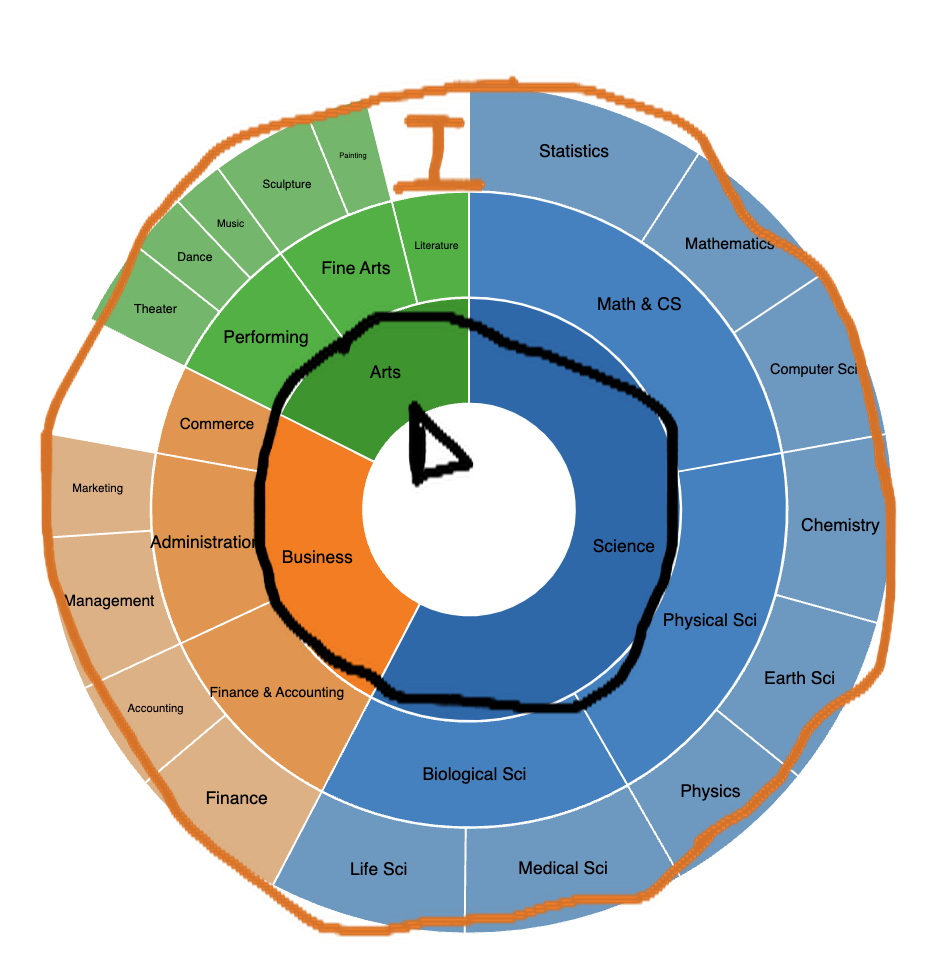 I
Statistics
Painting
Sculpture
Music
Mathematics
Literature
Dance
Fine Arts
Math & CS
Theater
Performing
Computer Sci
Arts
Commerce
Marketing
Chemistry
Administration
Science
Business
Management
Physical Sci
Earth Sci
Finance & Accounting
Accounting
Biological Sci
Physics
Finance
Life Sci
Medical Sci